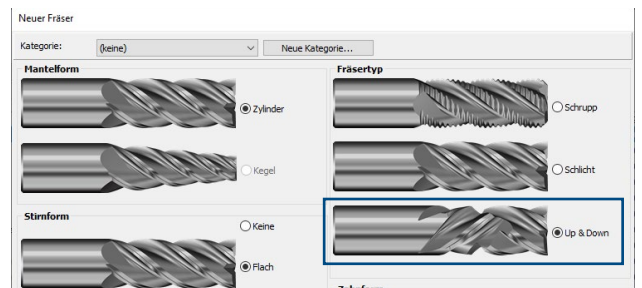 Neuer Fräser
Kategorie: (keine) Neue Kategorie...
Mantelform
Zylinder
Kegel
Stirnform
Keine
Flach
Fräsertyp
Schrupp
Schlicht
Up & Down